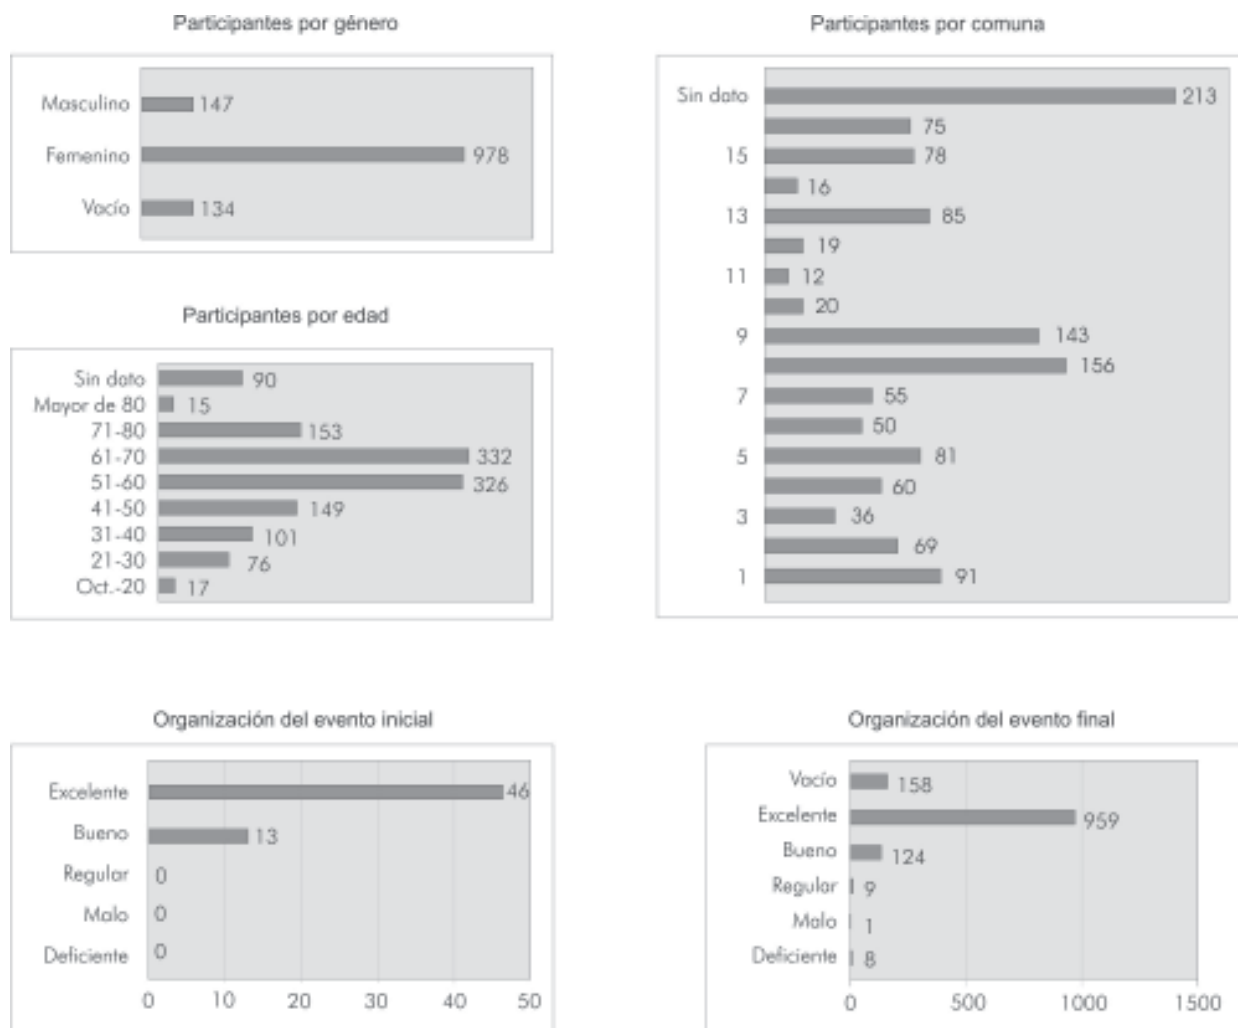 Participantes por género
Masculino 147
Femenino 978
Vacío 134
Participantes por edad
Sin dato 90
Mayor de 80 15
71-80 153
61-70 332
51-60 326
41-50 149
31-40 101
21-30 76
Oct.-20 17
Participantes por comuna
Sin dato 213
75
15 78
16
13 85
19
11 12
20
9 143
156
7 55
50
5 81
60
3 36
69
1 91
Organización del evento inicial
Excelente 46
Bueno 13
Regular 0
Malo 0
Deficiente 0
0 10 20 30 40 50
Organización del evento final
Vacío 158
Excelente 959
Bueno 124
Regular 9
Malo 1
Deficiente 8
0 500 1000 1500